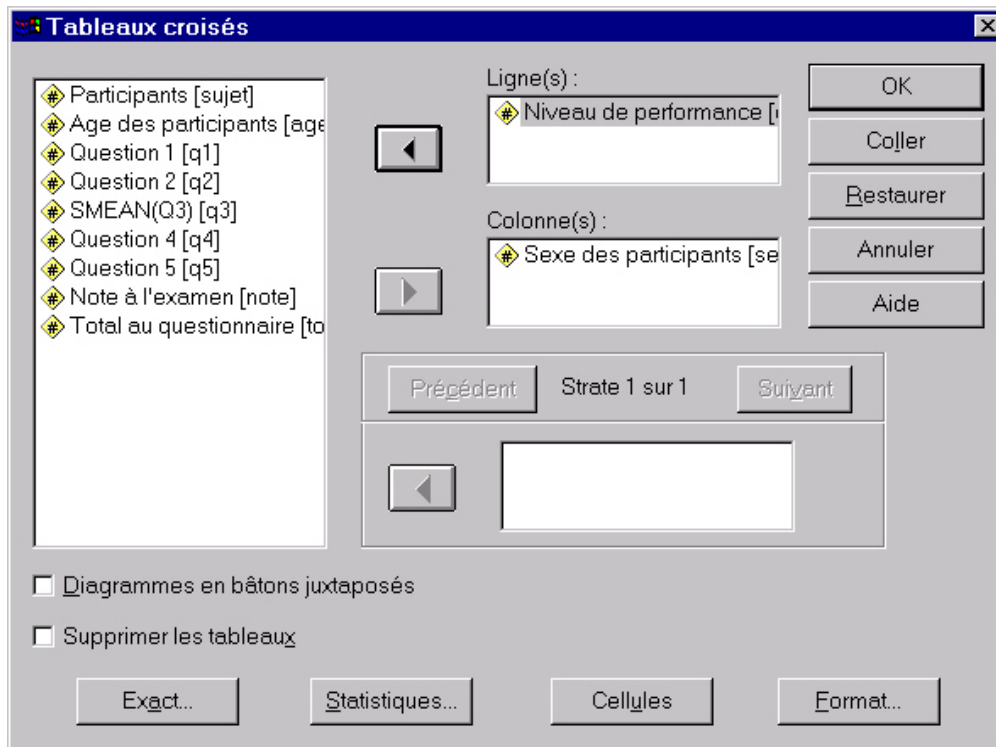 Tableaux croisés
Participants [sujet]
Age des participants [age
Question 1 [q1]
Question 2 [q2]
SMEAN(Q3) [q3]
Question 4 [q4]
Question 5 [q5]
Note à l'examen [note]
Total au questionnaire [to
Ligne(s) :
Niveau de performance [
Colonne(s) :
Sexe des participants [se
OK
Coller
Restaurer
Annuler
Aide
Précédent
Strate 1 sur 1
Suivant
Diagrammes en bâtons juxtaposés
Supprimer les tableaux
Exact...
Statistiques...
Cellules
Format...